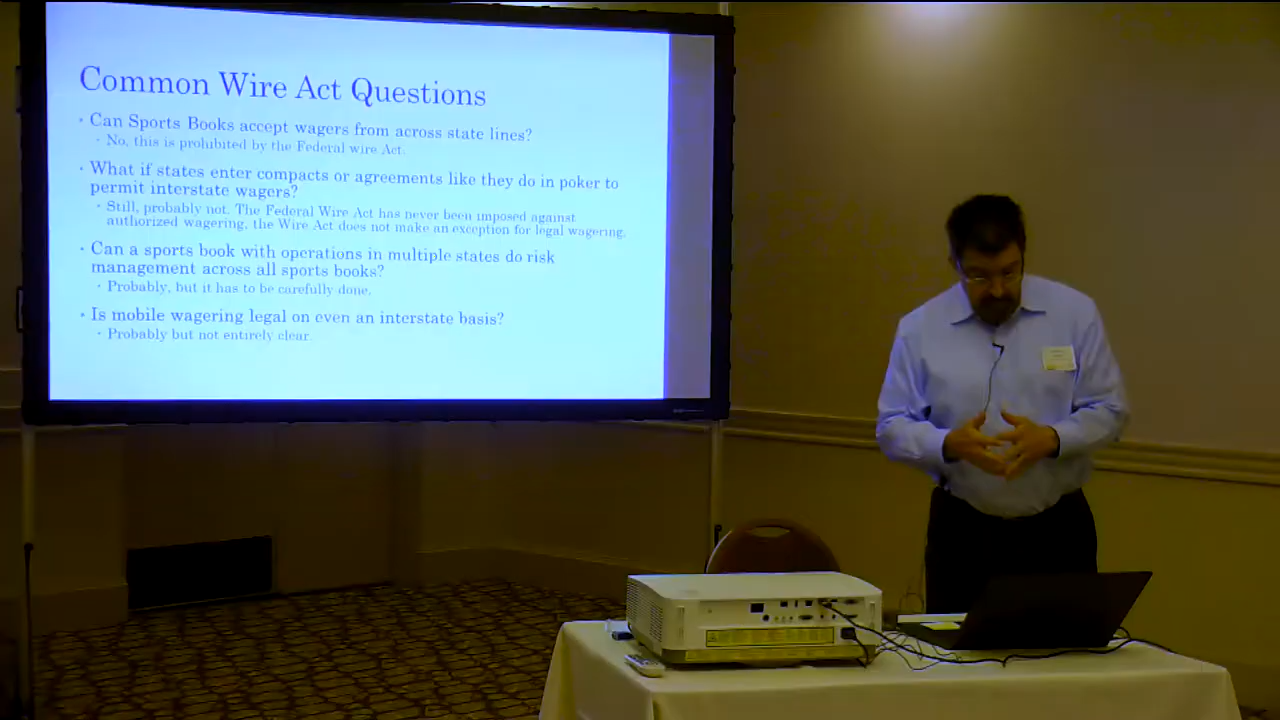 Common Wire Act Questions
• Can Sports Books accept wagers from across state lines?
• No, this is prohibited by the Federal wire Act.
• What if states enter compacts or agreements like they do in poker to
permit interstate wagers?
• Still, probably not. The Federal Wire Act has never been imposed against
authorized wagering, the Wire Act does not make an exception for legal wagering.
• Can a sports book with operations in multiple states do risk
management across all sports books?
• Probably, but it has to be carefully done.
• Is mobile wagering legal on even an interstate basis?
• Probably but not entirely clear.